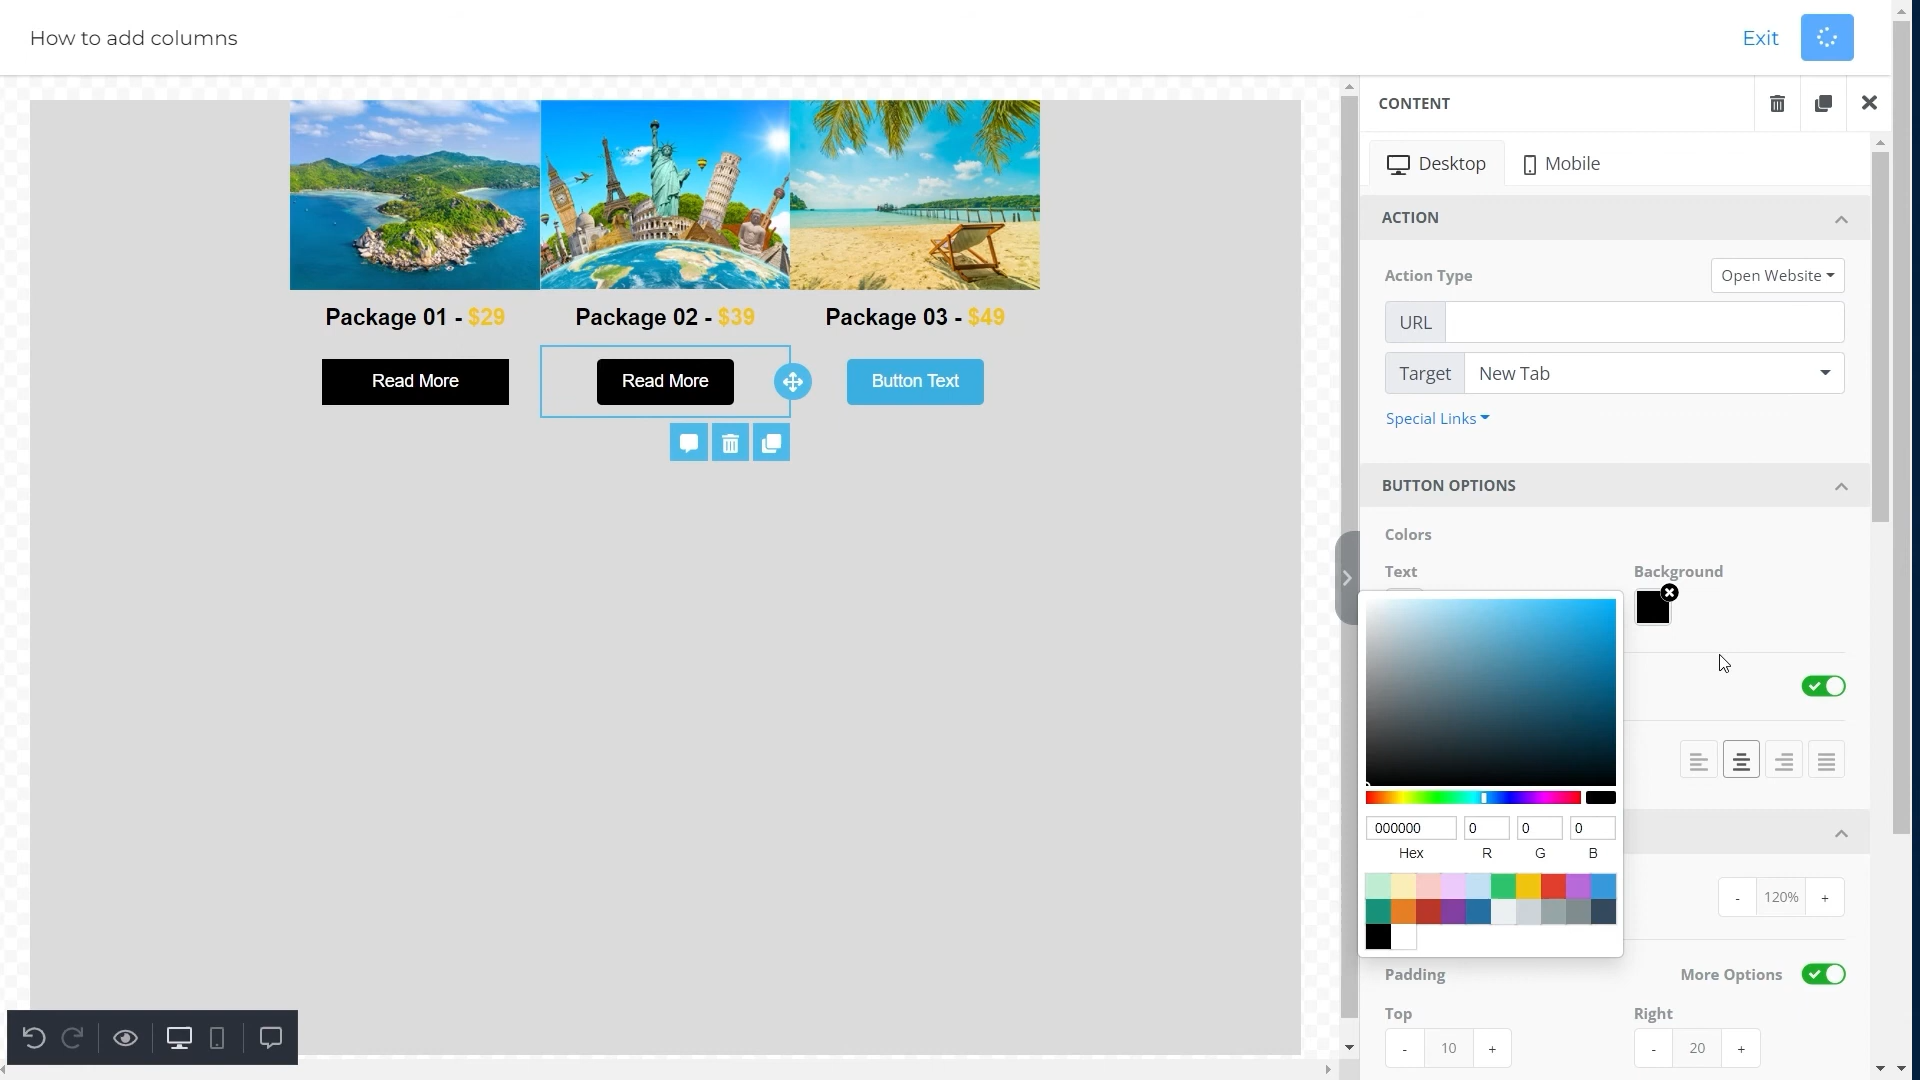 How to add columns
Exit
CONTENT
Desktop
Mobile
ACTION
Action Type
Open Website
URL
Target
New Tab
Special Links
BUTTON OPTIONS
Colors
Text
Background
000000
0
0
0
Hex
R
G
B
-
120%
+
Padding
More Options
Top
Right
-
10
+
-
20
+
Package 01 - $29
Package 02 - $39
Package 03 - $49
Read More
Read More
Button Text